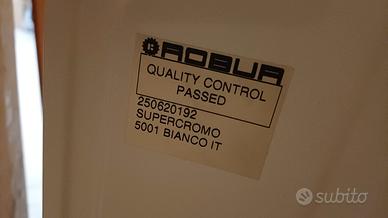 ROBUR
QUALITY CONTROL
PASSED
250620192
SUPERCROMO
5001 BIANCO IT
subito